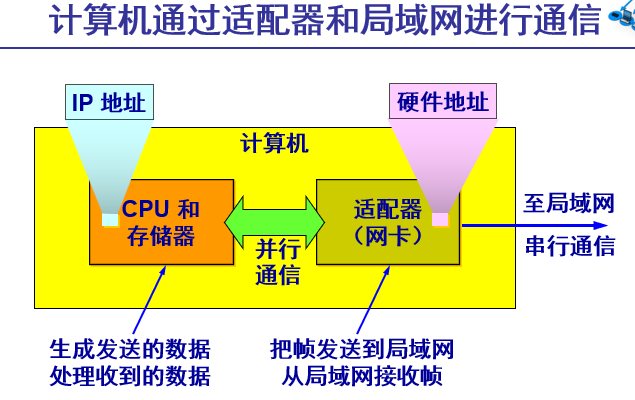 计算机通过适配器和局域网进行通信
IP 地址
硬件地址
计算机
CPU 和
存储器
并行
通信
适配器
（网卡）
至局域网
串行通信
生成发送的数据
处理收到的数据
把帧发送到局域网
从局域网接收帧